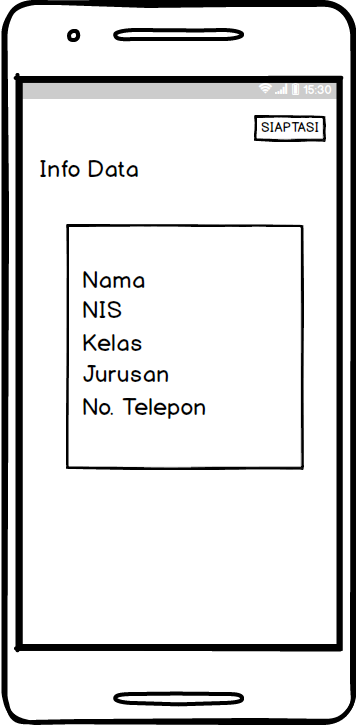 15:30
SIAPTASI
Info Data
Nama
NIS
Kelas
Jurusan
No. Telepon